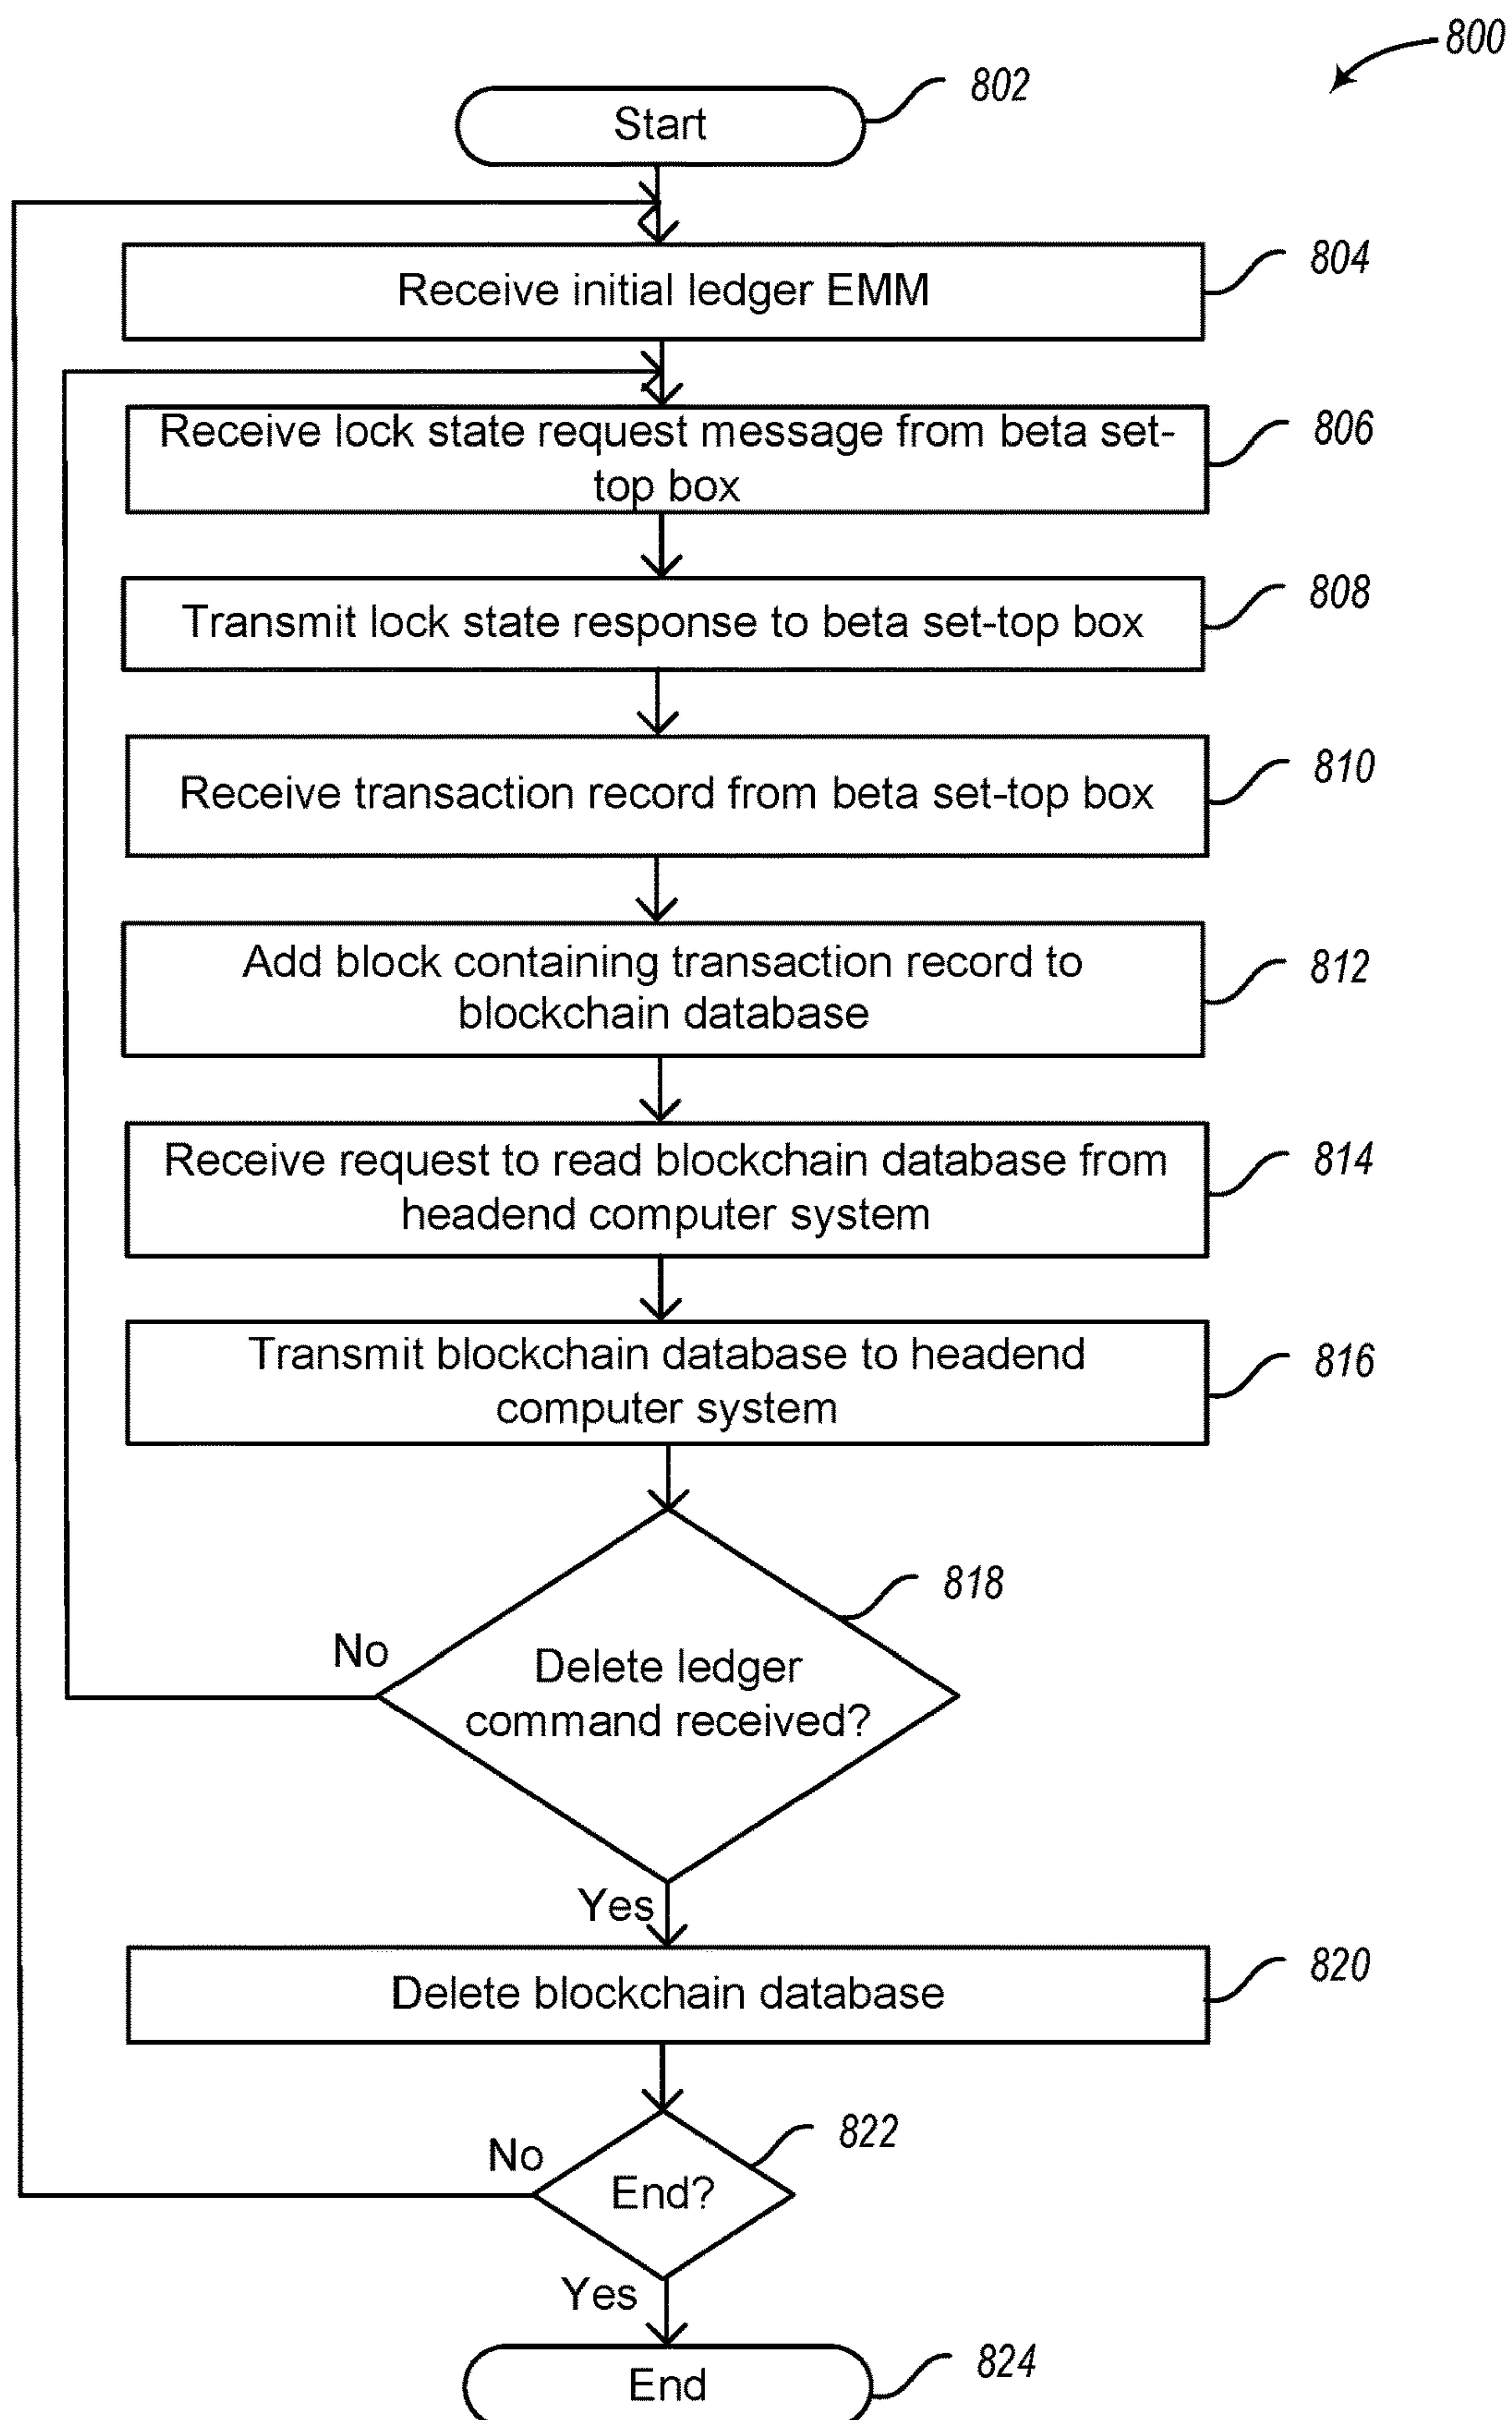 800
Start
802
Receive initial ledger EMM
804
Receive lock state request message from beta set-
top box
806
Transmit lock state response to beta set-top box
808
Receive transaction record from beta set-top box
810
Add block containing transaction record to
blockchain database
812
Receive request to read blockchain database from
headend computer system
814
Transmit blockchain database to headend
computer system
816
Delete ledger
command received?
818
No
Yes
Delete blockchain database
820
End?
822
No
Yes
End
824